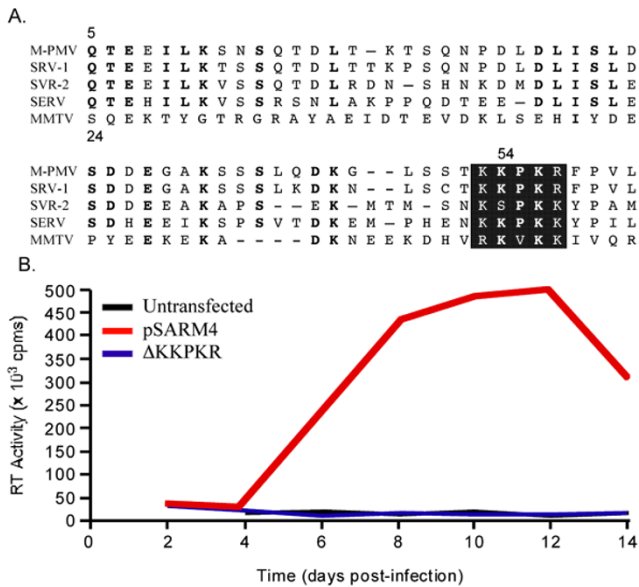 A.
5
M-PMV Q T E E I L K S N S Q T D L T – K T S Q N P D L D L I S L D
SRV-1 Q T E E I L K T S S Q T D L T T K P S Q N P D L D L I S L D
SVR-2 Q T E E I L K V S S Q T D L R D N – S H N K D M D L I S L E
SERV Q T E H I L K V S S R S N L A K P P Q D T E E – D L I S L E
MMTV S Q E K T Y G T R G R A Y A E I D T E V D K L S E H I Y D E
24
54
M-PMV S D D E G A K S S S L Q D K G – – L S S T K K P K R F P V L
SRV-1 S D D E G A K S S S L K D K N – – L S C T K K P K R F P V L
SVR-2 S D D E E A K A P S – – E K – M T M – S N K S P K K Y P A M
SERV S D H E E I K S P S V T D K E – M – P H E N K K P K K Y P I L
MMTV P Y E E K E K A – – – – D K N E E K D H V R K V K K I V Q R
B.
500
450
400
350
300
250
200
150
100
50
0
RT Activity (x 10³ cpms)
Untransfected
pSARM4
ΔKKPKR
0 2 4 6 8 10 12 14
Time (days post-infection)